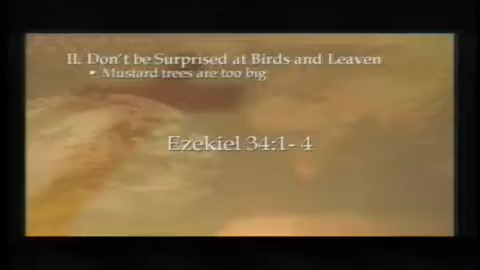 II. Don't be Surprised at Birds and Leaven
• Mustard trees are too big
Ezekiel 34:1- 4